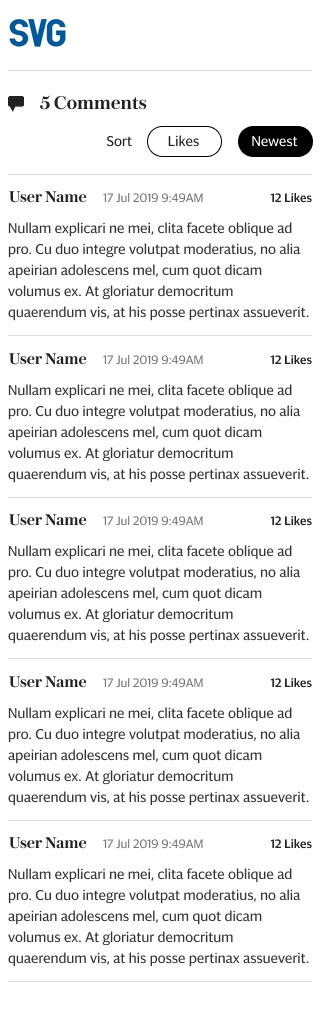 SVG
5 Comments
Sort Likes Newest
User Name 17 Jul 2019 9:49AM 12 Likes
Nullam explicari ne mei, clita facete oblique ad
pro. Cu duo integre volutpat moderatius, no alia
apeirian adolescens mel, cum quot dicam
volumus ex. At gloriatur democritum
quaerendum vis, at his posse pertinax assueverit.
User Name 17 Jul 2019 9:49AM 12 Likes
Nullam explicari ne mei, clita facete oblique ad
pro. Cu duo integre volutpat moderatius, no alia
apeirian adolescens mel, cum quot dicam
volumus ex. At gloriatur democritum
quaerendum vis, at his posse pertinax assueverit.
User Name 17 Jul 2019 9:49AM 12 Likes
Nullam explicari ne mei, clita facete oblique ad
pro. Cu duo integre volutpat moderatius, no alia
apeirian adolescens mel, cum quot dicam
volumus ex. At gloriatur democritum
quaerendum vis, at his posse pertinax assueverit.
User Name 17 Jul 2019 9:49AM 12 Likes
Nullam explicari ne mei, clita facete oblique ad
pro. Cu duo integre volutpat moderatius, no alia
apeirian adolescens mel, cum quot dicam
volumus ex. At gloriatur democritum
quaerendum vis, at his posse pertinax assueverit.
User Name 17 Jul 2019 9:49AM 12 Likes
Nullam explicari ne mei, clita facete oblique ad
pro. Cu duo integre volutpat moderatius, no alia
apeirian adolescens mel, cum quot dicam
volumus ex. At gloriatur democritum
quaerendum vis, at his posse pertinax assueverit.